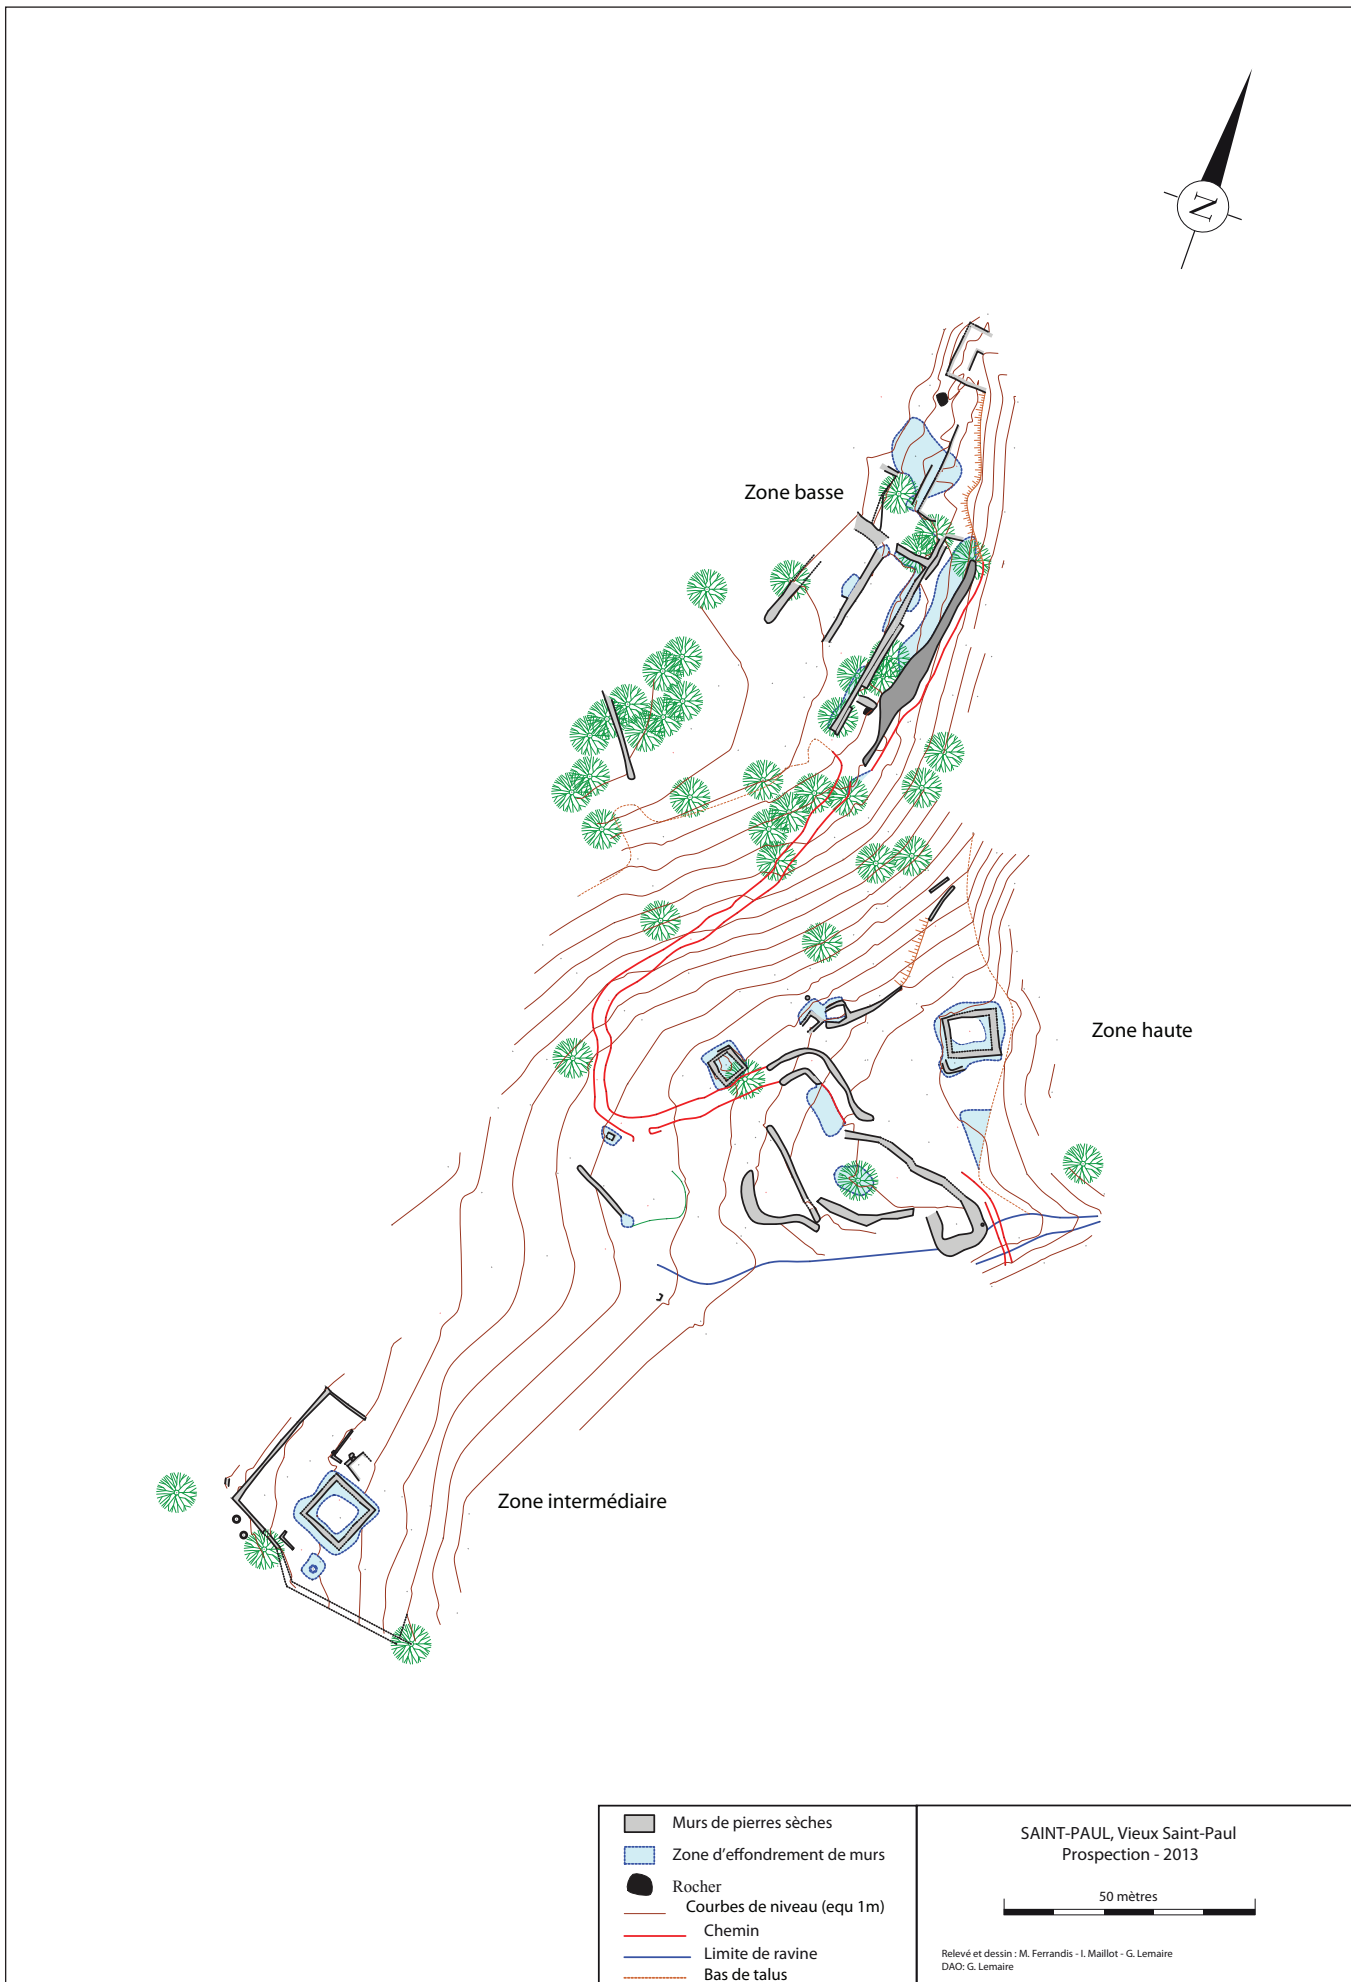 N
Zone basse
Zone haute
Zone intermédiaire
Murs de pierres sèches
Zone d'effondrement de murs
Rocher
Courbes de niveau (equ 1m)
Chemin
Limite de ravine
Bas de talus
SAINT-PAUL, Vieux Saint-Paul
Prospection - 2013
50 mètres
Relevé et dessin : M. Ferrandis - I. Maillot - G. Lemaire
DAO: G. Lemaire